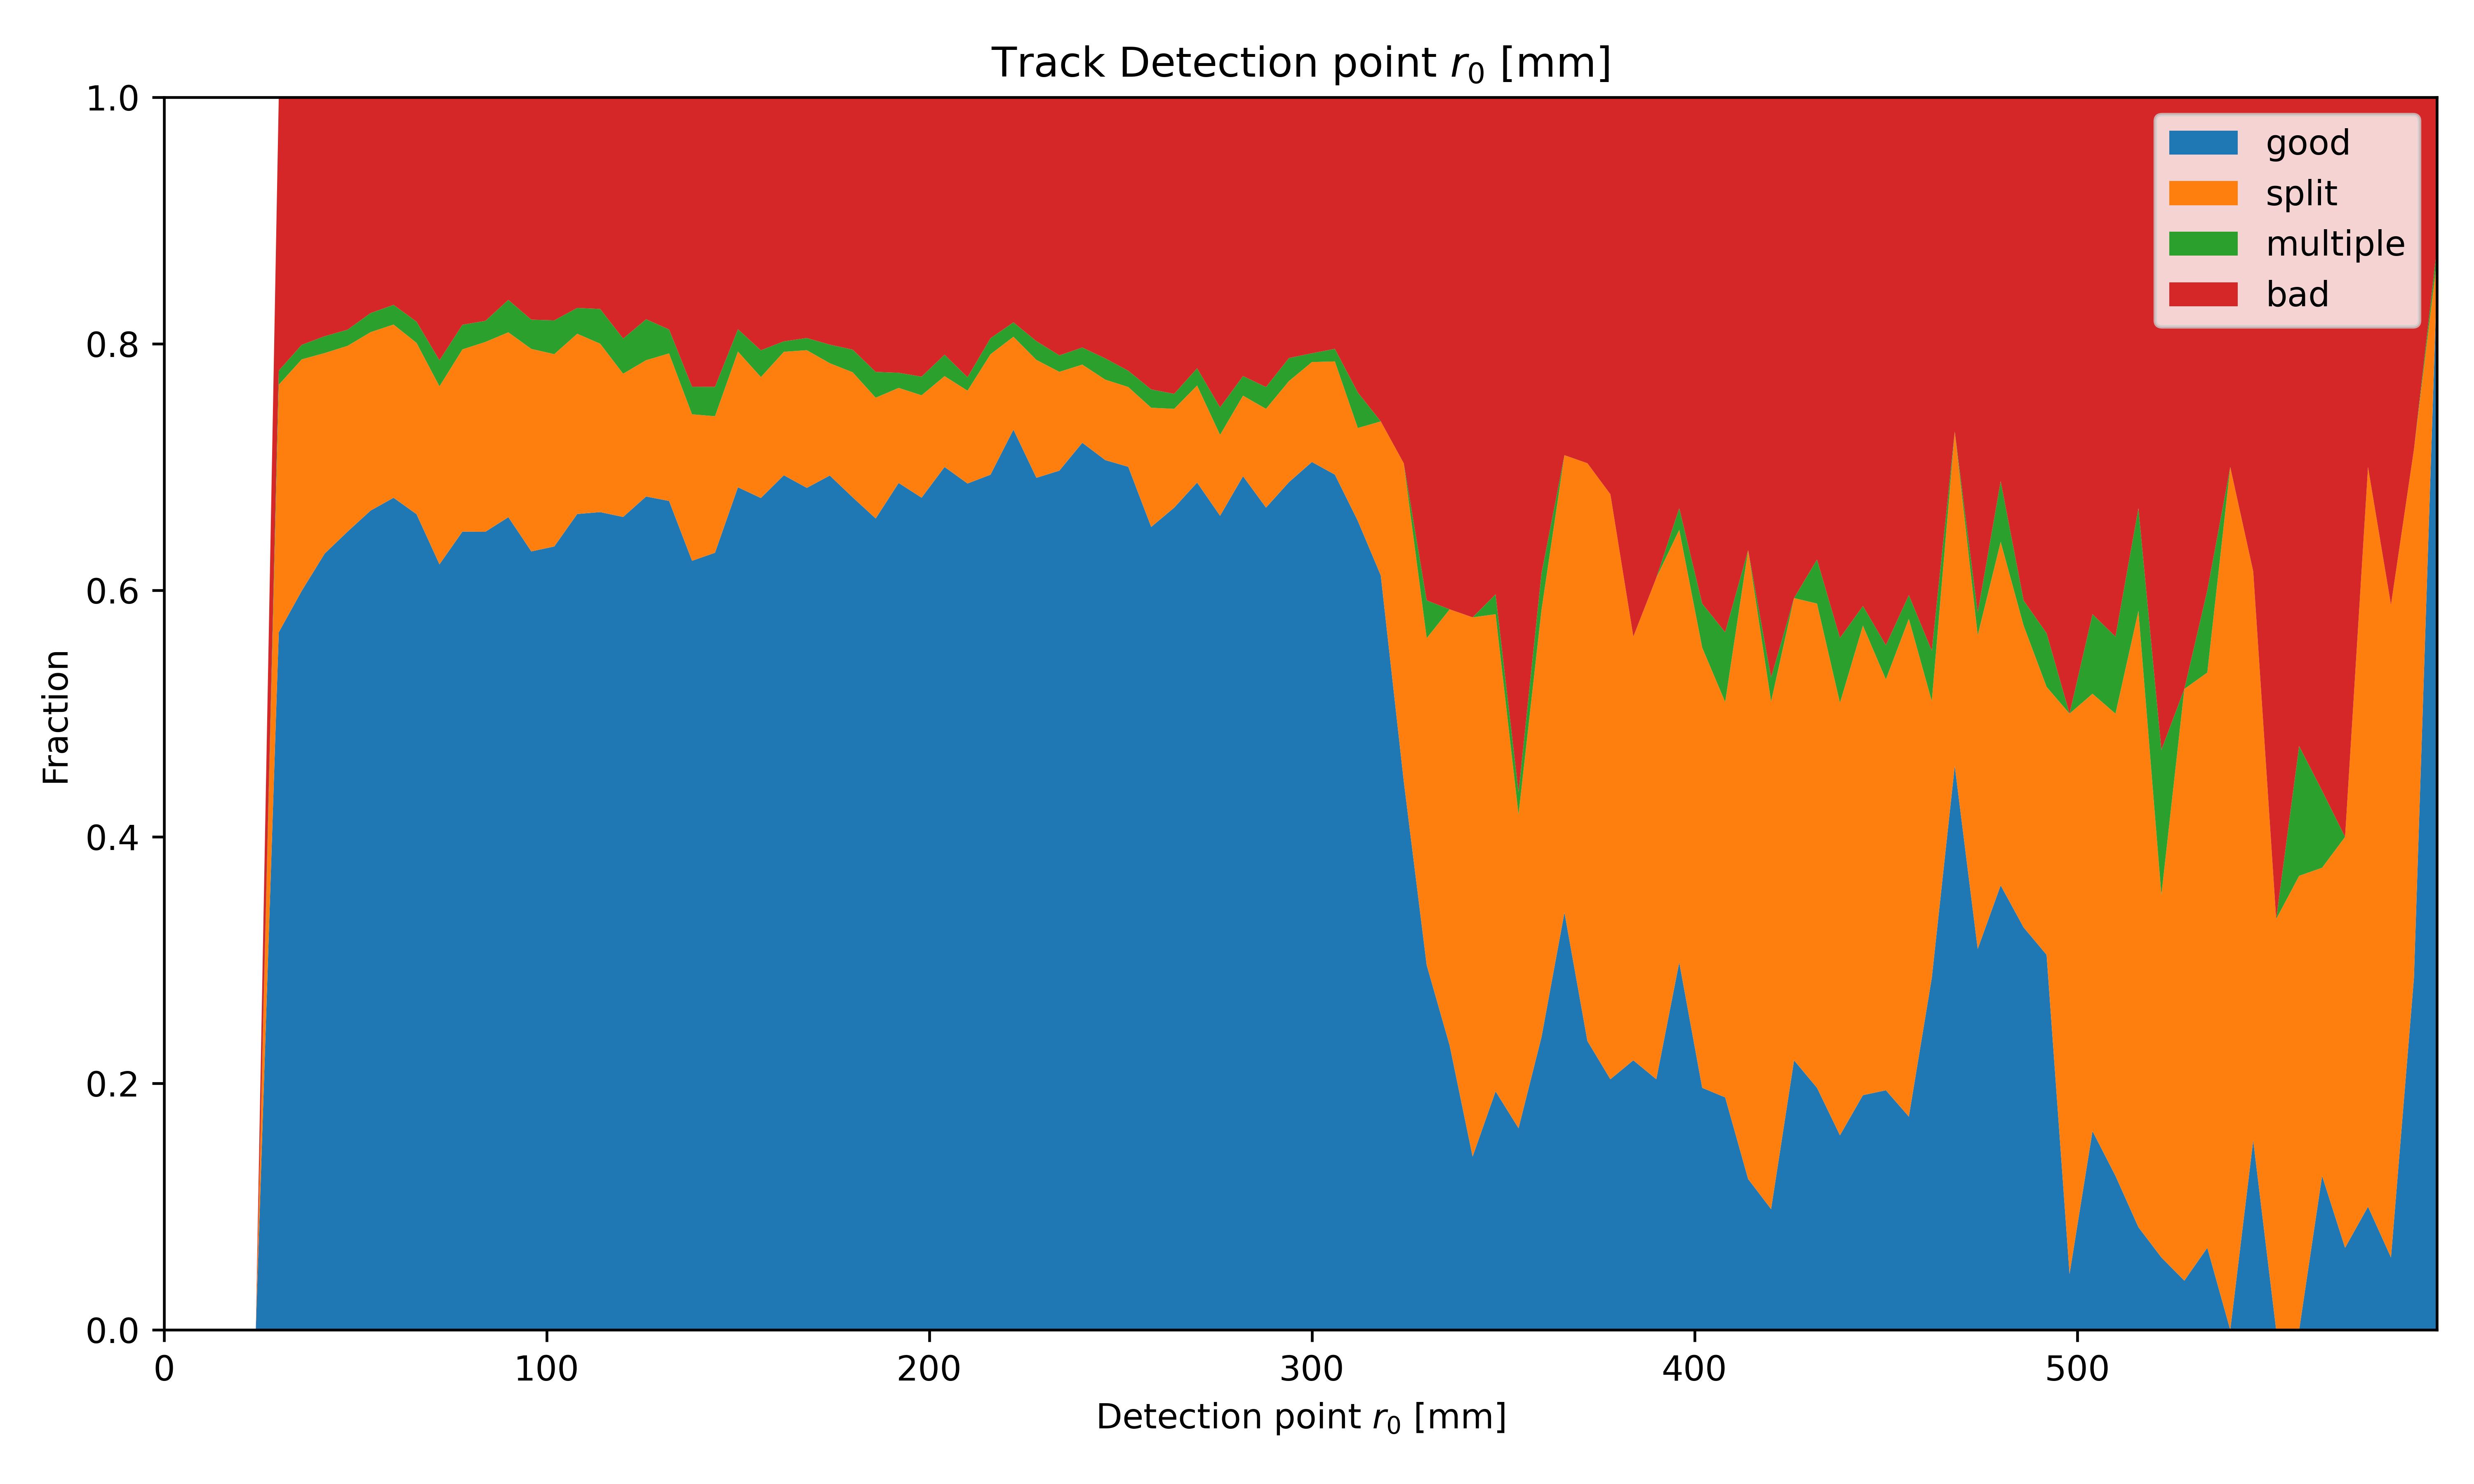 Track Detection point r₀ [mm]
1.0
0.8
0.6
0.4
0.2
0.0
Fraction
good
split
multiple
bad
0 100 200 300 400 500
Detection point r₀ [mm]